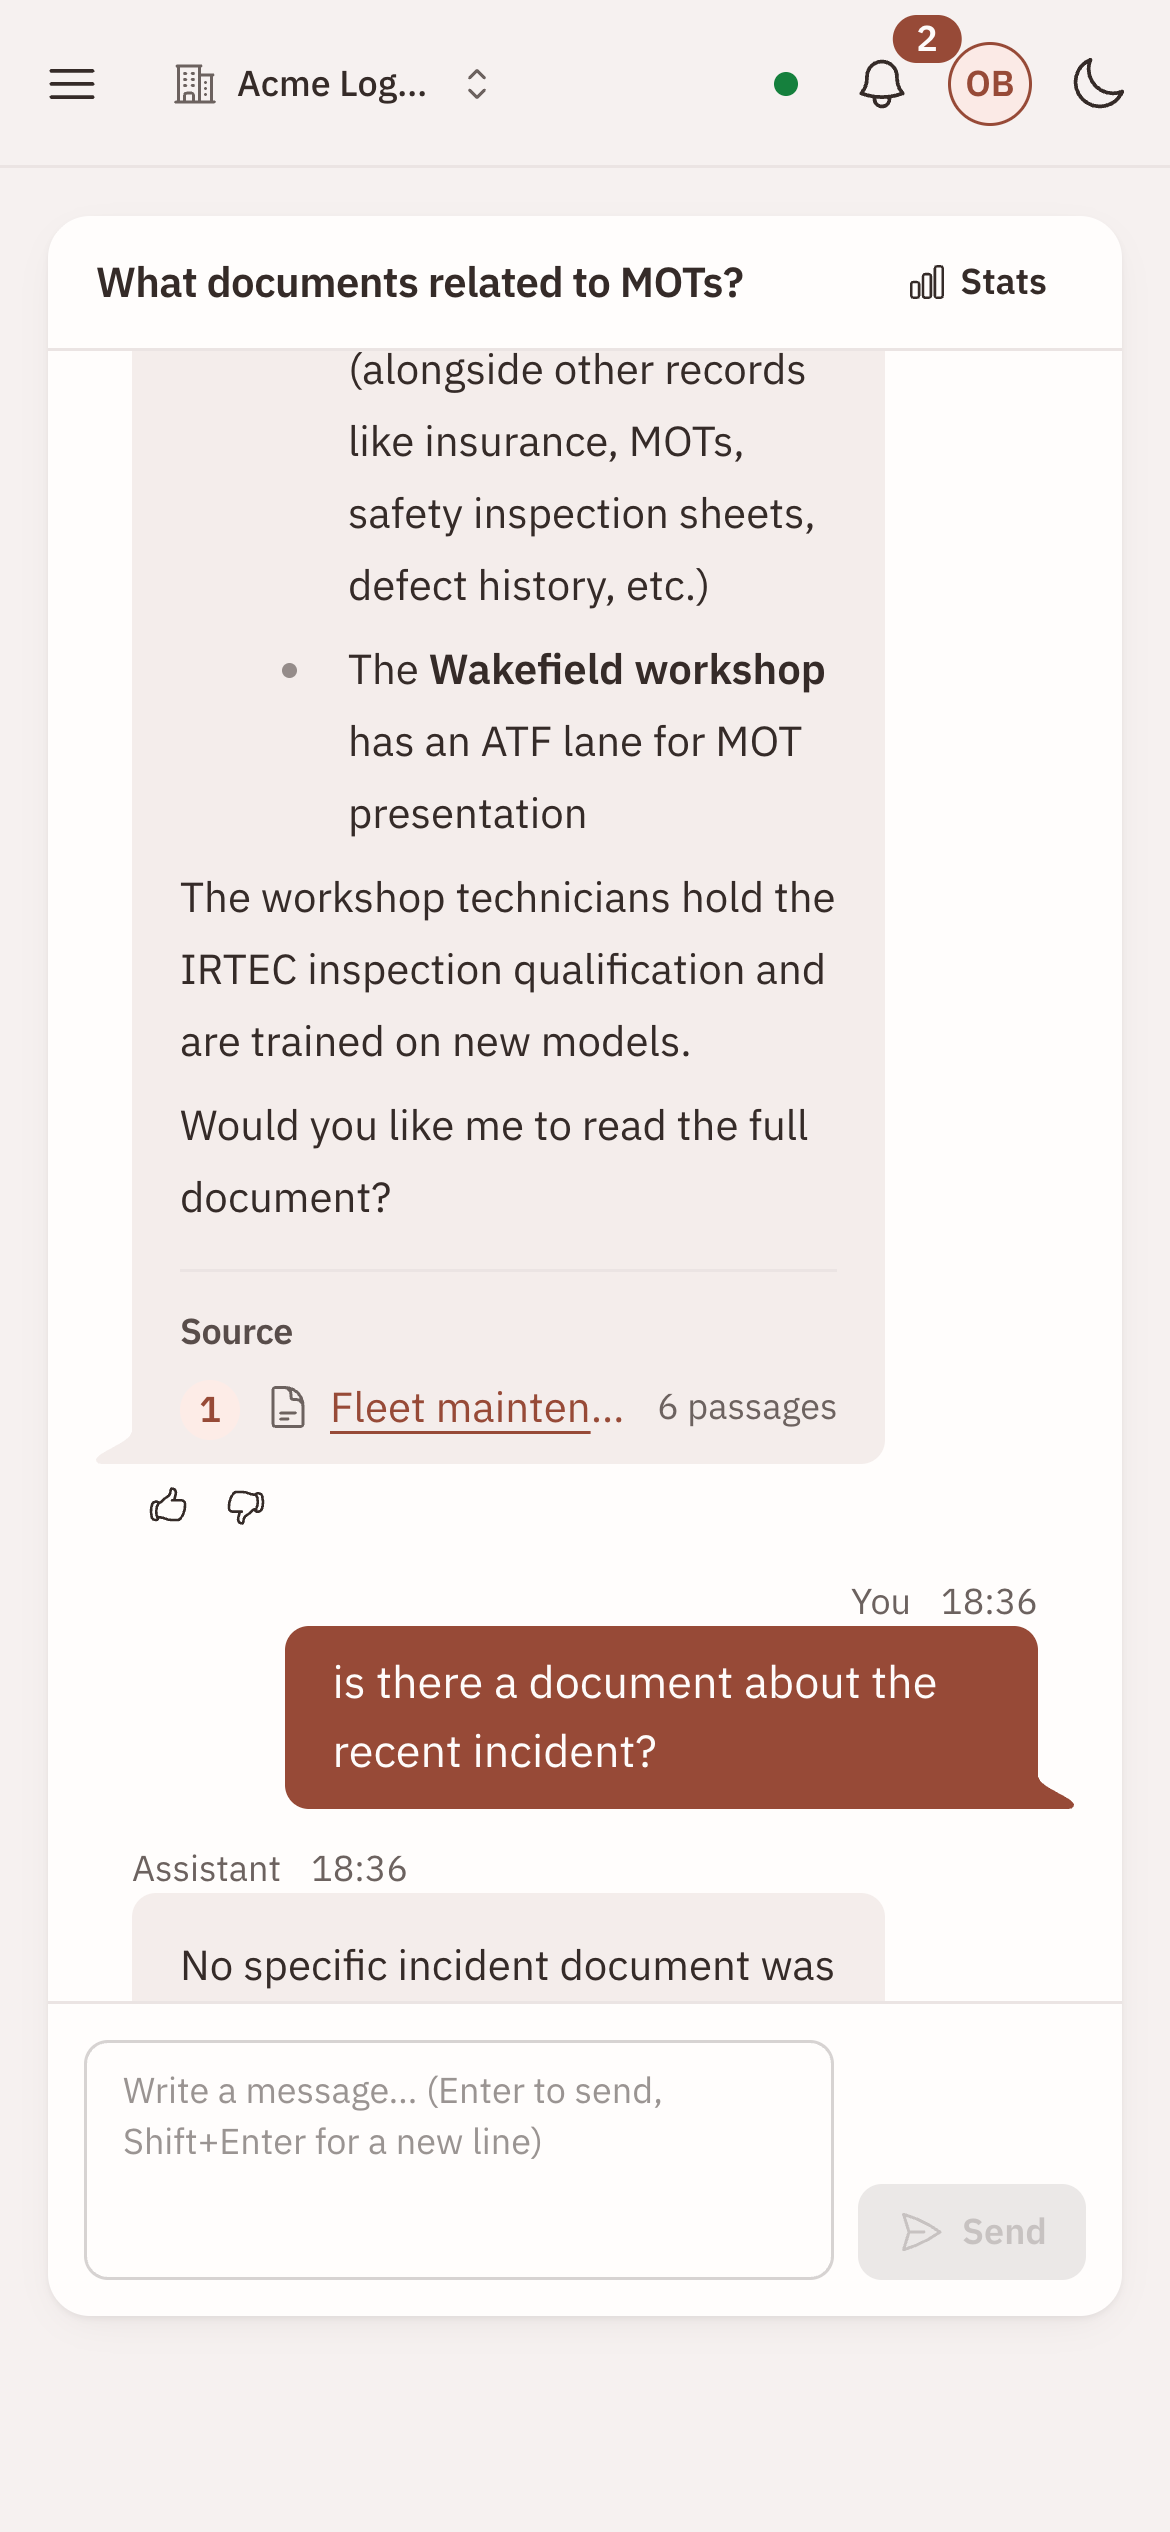 Acme Log...
2
OB
What documents related to MOTs?
Stats
(alongside other records
like insurance, MOTs,
safety inspection sheets,
defect history, etc.)
• The Wakefield workshop
has an ATF lane for MOT
presentation
The workshop technicians hold the
IRTEC inspection qualification and
are trained on new models.
Would you like me to read the full
document?
Source
1 Fleet mainten... 6 passages
You 18:36
is there a document about the
recent incident?
Assistant 18:36
No specific incident document was
Write a message... (Enter to send,
Shift+Enter for a new line)
Send